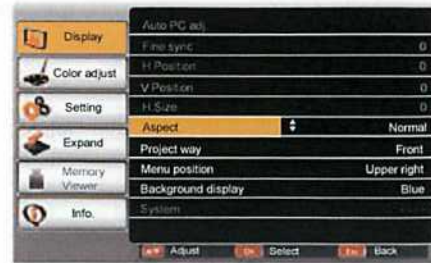 Display
Color adjust
Setting
Expand
Memory Viewer
Info.
Auto PC adj.
Fine sync 0
H Position 0
V Position 0
H.Size 0
Aspect Normal
Project way Front
Menu position Upper right
Background display Blue
System
Adjust Select Back